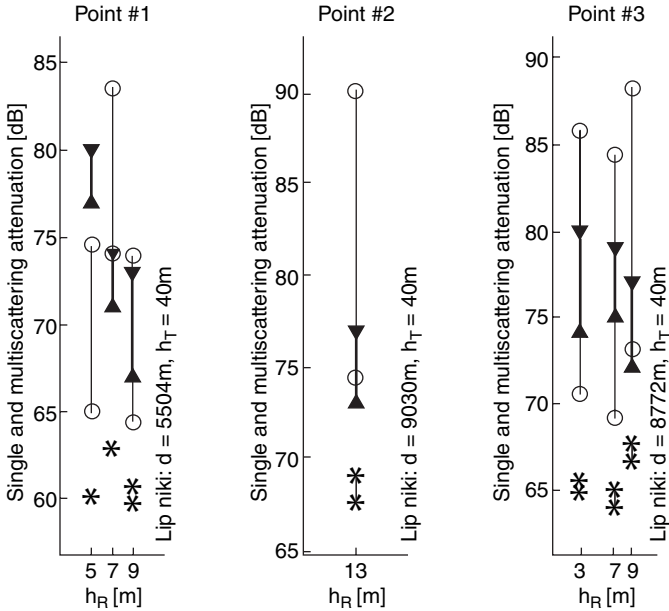 Point #1
Single and multiscattering attenuation [dB]
85
80
75
70
65
60
5 7 9
h_R [m]
Lip niki: d = 5504m, h_T = 40m
Point #2
Single and multiscattering attenuation [dB]
90
85
80
75
70
65
13
h_R [m]
Lip niki: d = 9030m, h_T = 40m
Point #3
Single and multiscattering attenuation [dB]
90
85
80
75
70
65
3 7 9
h_R [m]
Lip niki: d = 8772m, h_T = 40m